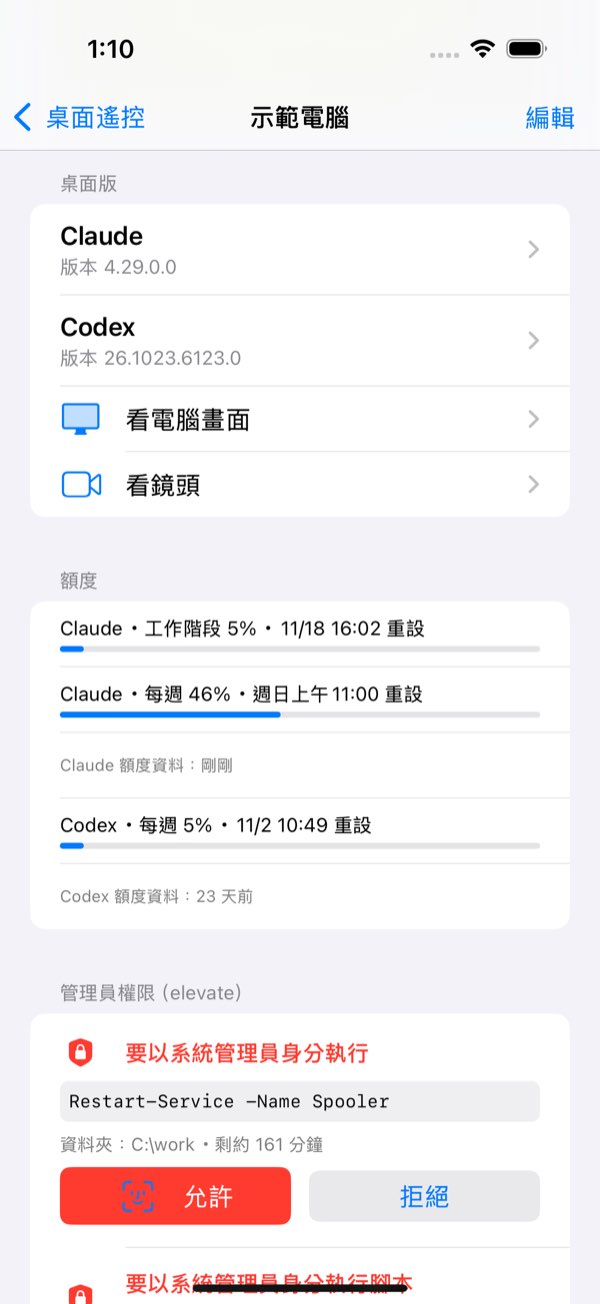 1:10
桌面遙控
示範電腦
編輯
桌面版
Claude
版本 4.29.0.0
Codex
版本 26.1023.6123.0
看電腦畫面
看鏡頭
額度
Claude・工作階段 5%・ 11/18 16:02 重設
Claude・每週 46%・週日上午11:00 重設
Claude 額度資料：剛剛
Codex・每週 5%・ 11/2 10:49 重設
Codex 額度資料：23 天前
管理員權限（elevate）
要以系統管理員身分執行
Restart-Service -Name Spooler
資料夾：C:\work・剩約 161 分鐘
允許
拒絕
要以系統管理員身分執行腳本